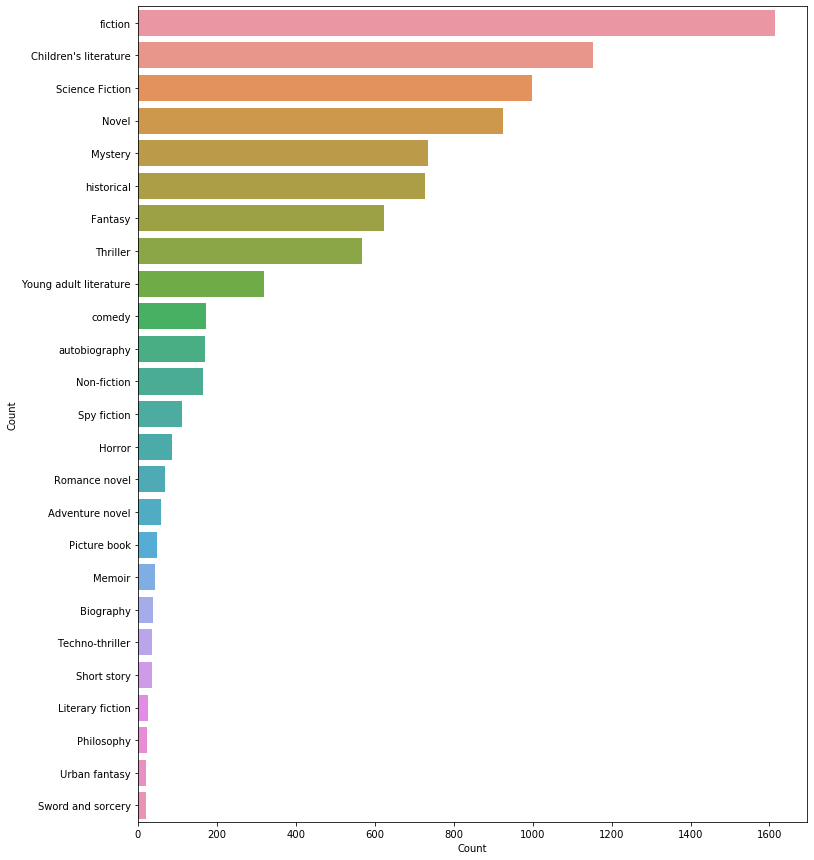 fiction
Children's literature
Science Fiction
Novel
Mystery
historical
Fantasy
Thriller
Young adult literature
comedy
autobiography
Non-fiction
Spy fiction
Horror
Romance novel
Adventure novel
Picture book
Memoir
Biography
Techno-thriller
Short story
Literary fiction
Philosophy
Urban fantasy
Sword and sorcery
Count
0 200 400 600 800 1000 1200 1400 1600
Count